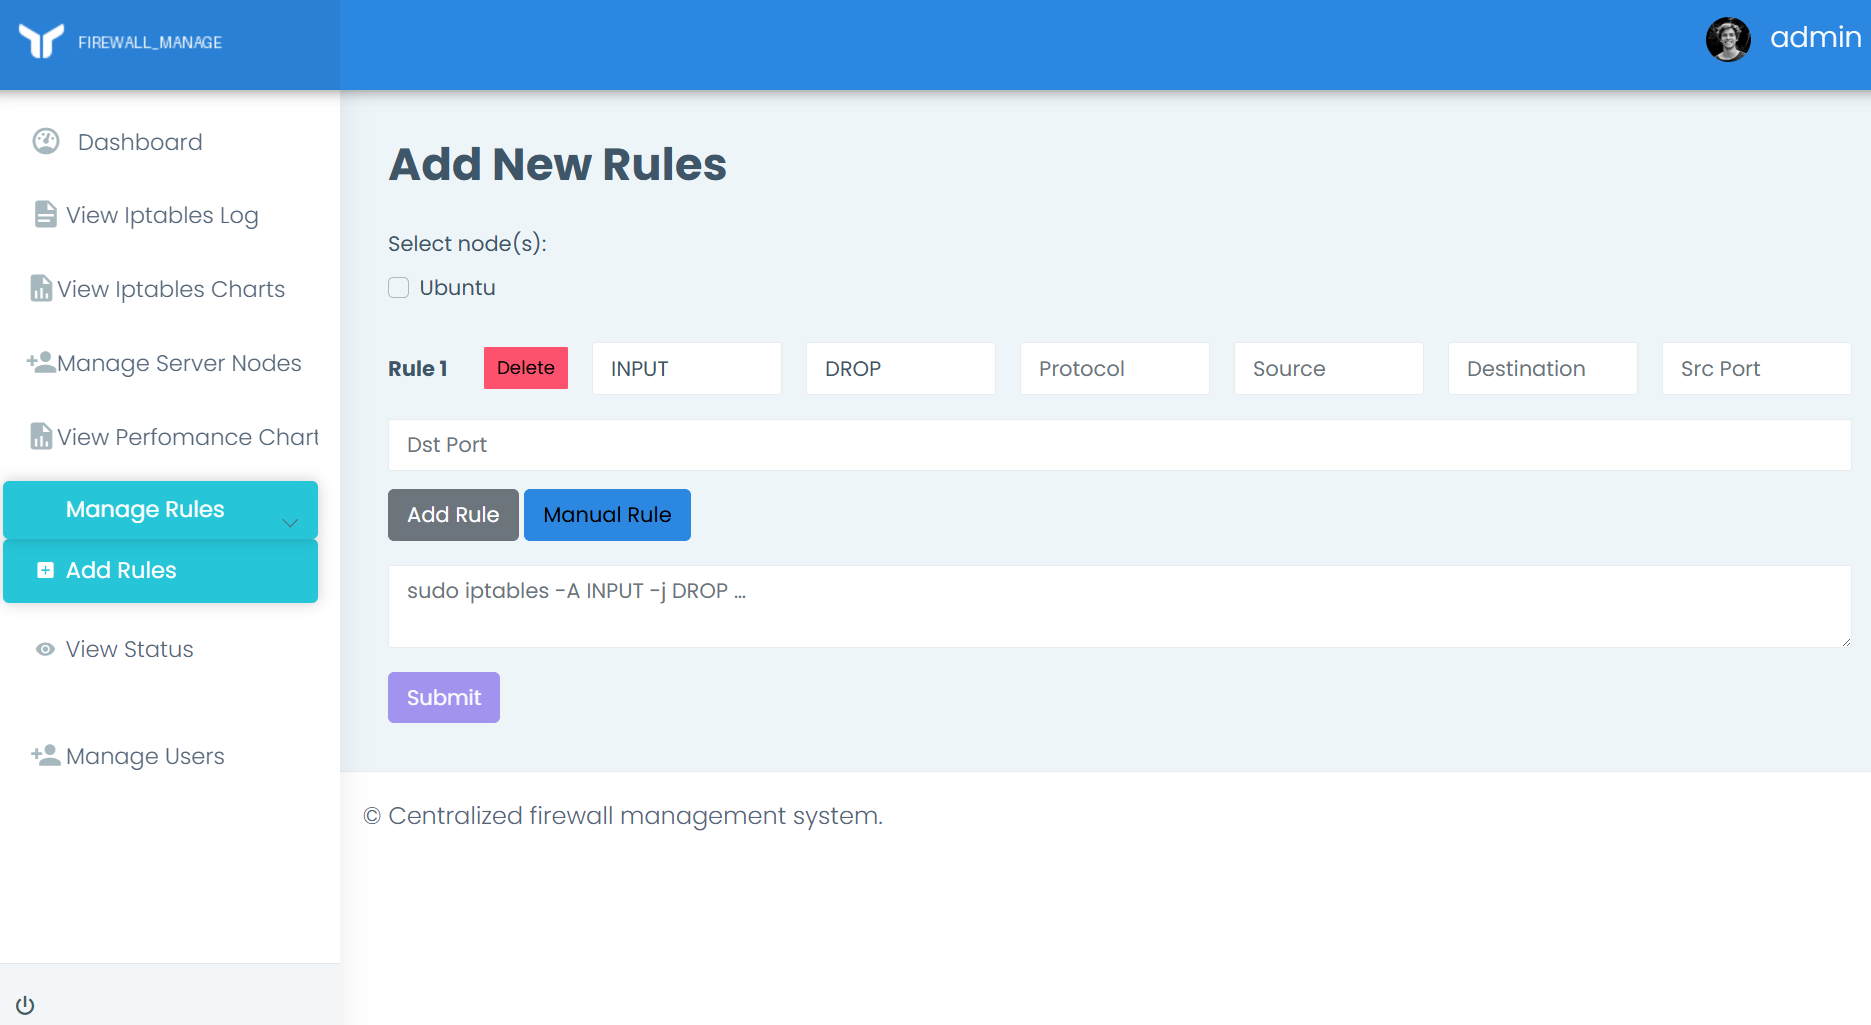 FIREWALL_MANAGE
admin
Dashboard
View Iptables Log
View Iptables Charts
Manage Server Nodes
View Perfomance Chart
Manage Rules
Add Rules
View Status
Manage Users
Add New Rules
Select node(s):
Ubuntu
Rule 1 Delete INPUT DROP Protocol Source Destination Src Port
Dst Port
Add Rule Manual Rule
sudo iptables -A INPUT -j DROP ...
Submit
© Centralized firewall management system.